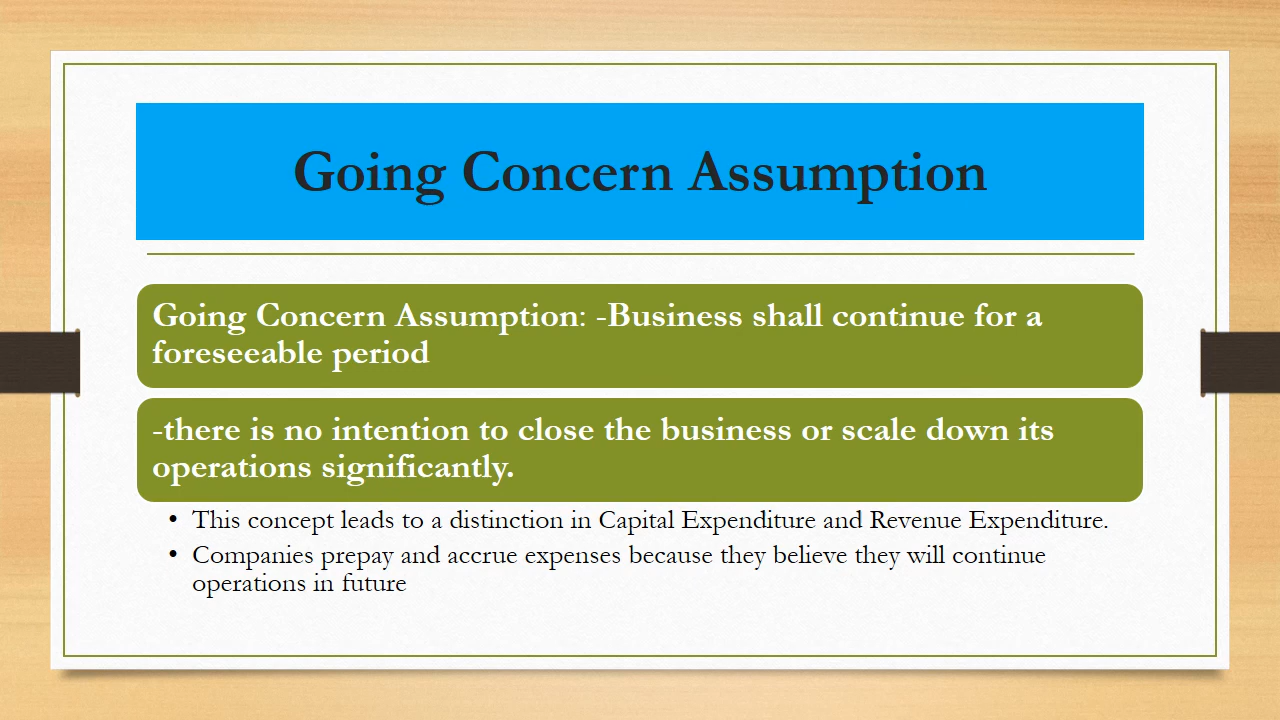 Going Concern Assumption
Going Concern Assumption: -Business shall continue for a
foreseeable period
-there is no intention to close the business or scale down its
operations significantly.
• This concept leads to a distinction in Capital Expenditure and Revenue Expenditure.
• Companies prepay and accrue expenses because they believe they will continue
operations in future